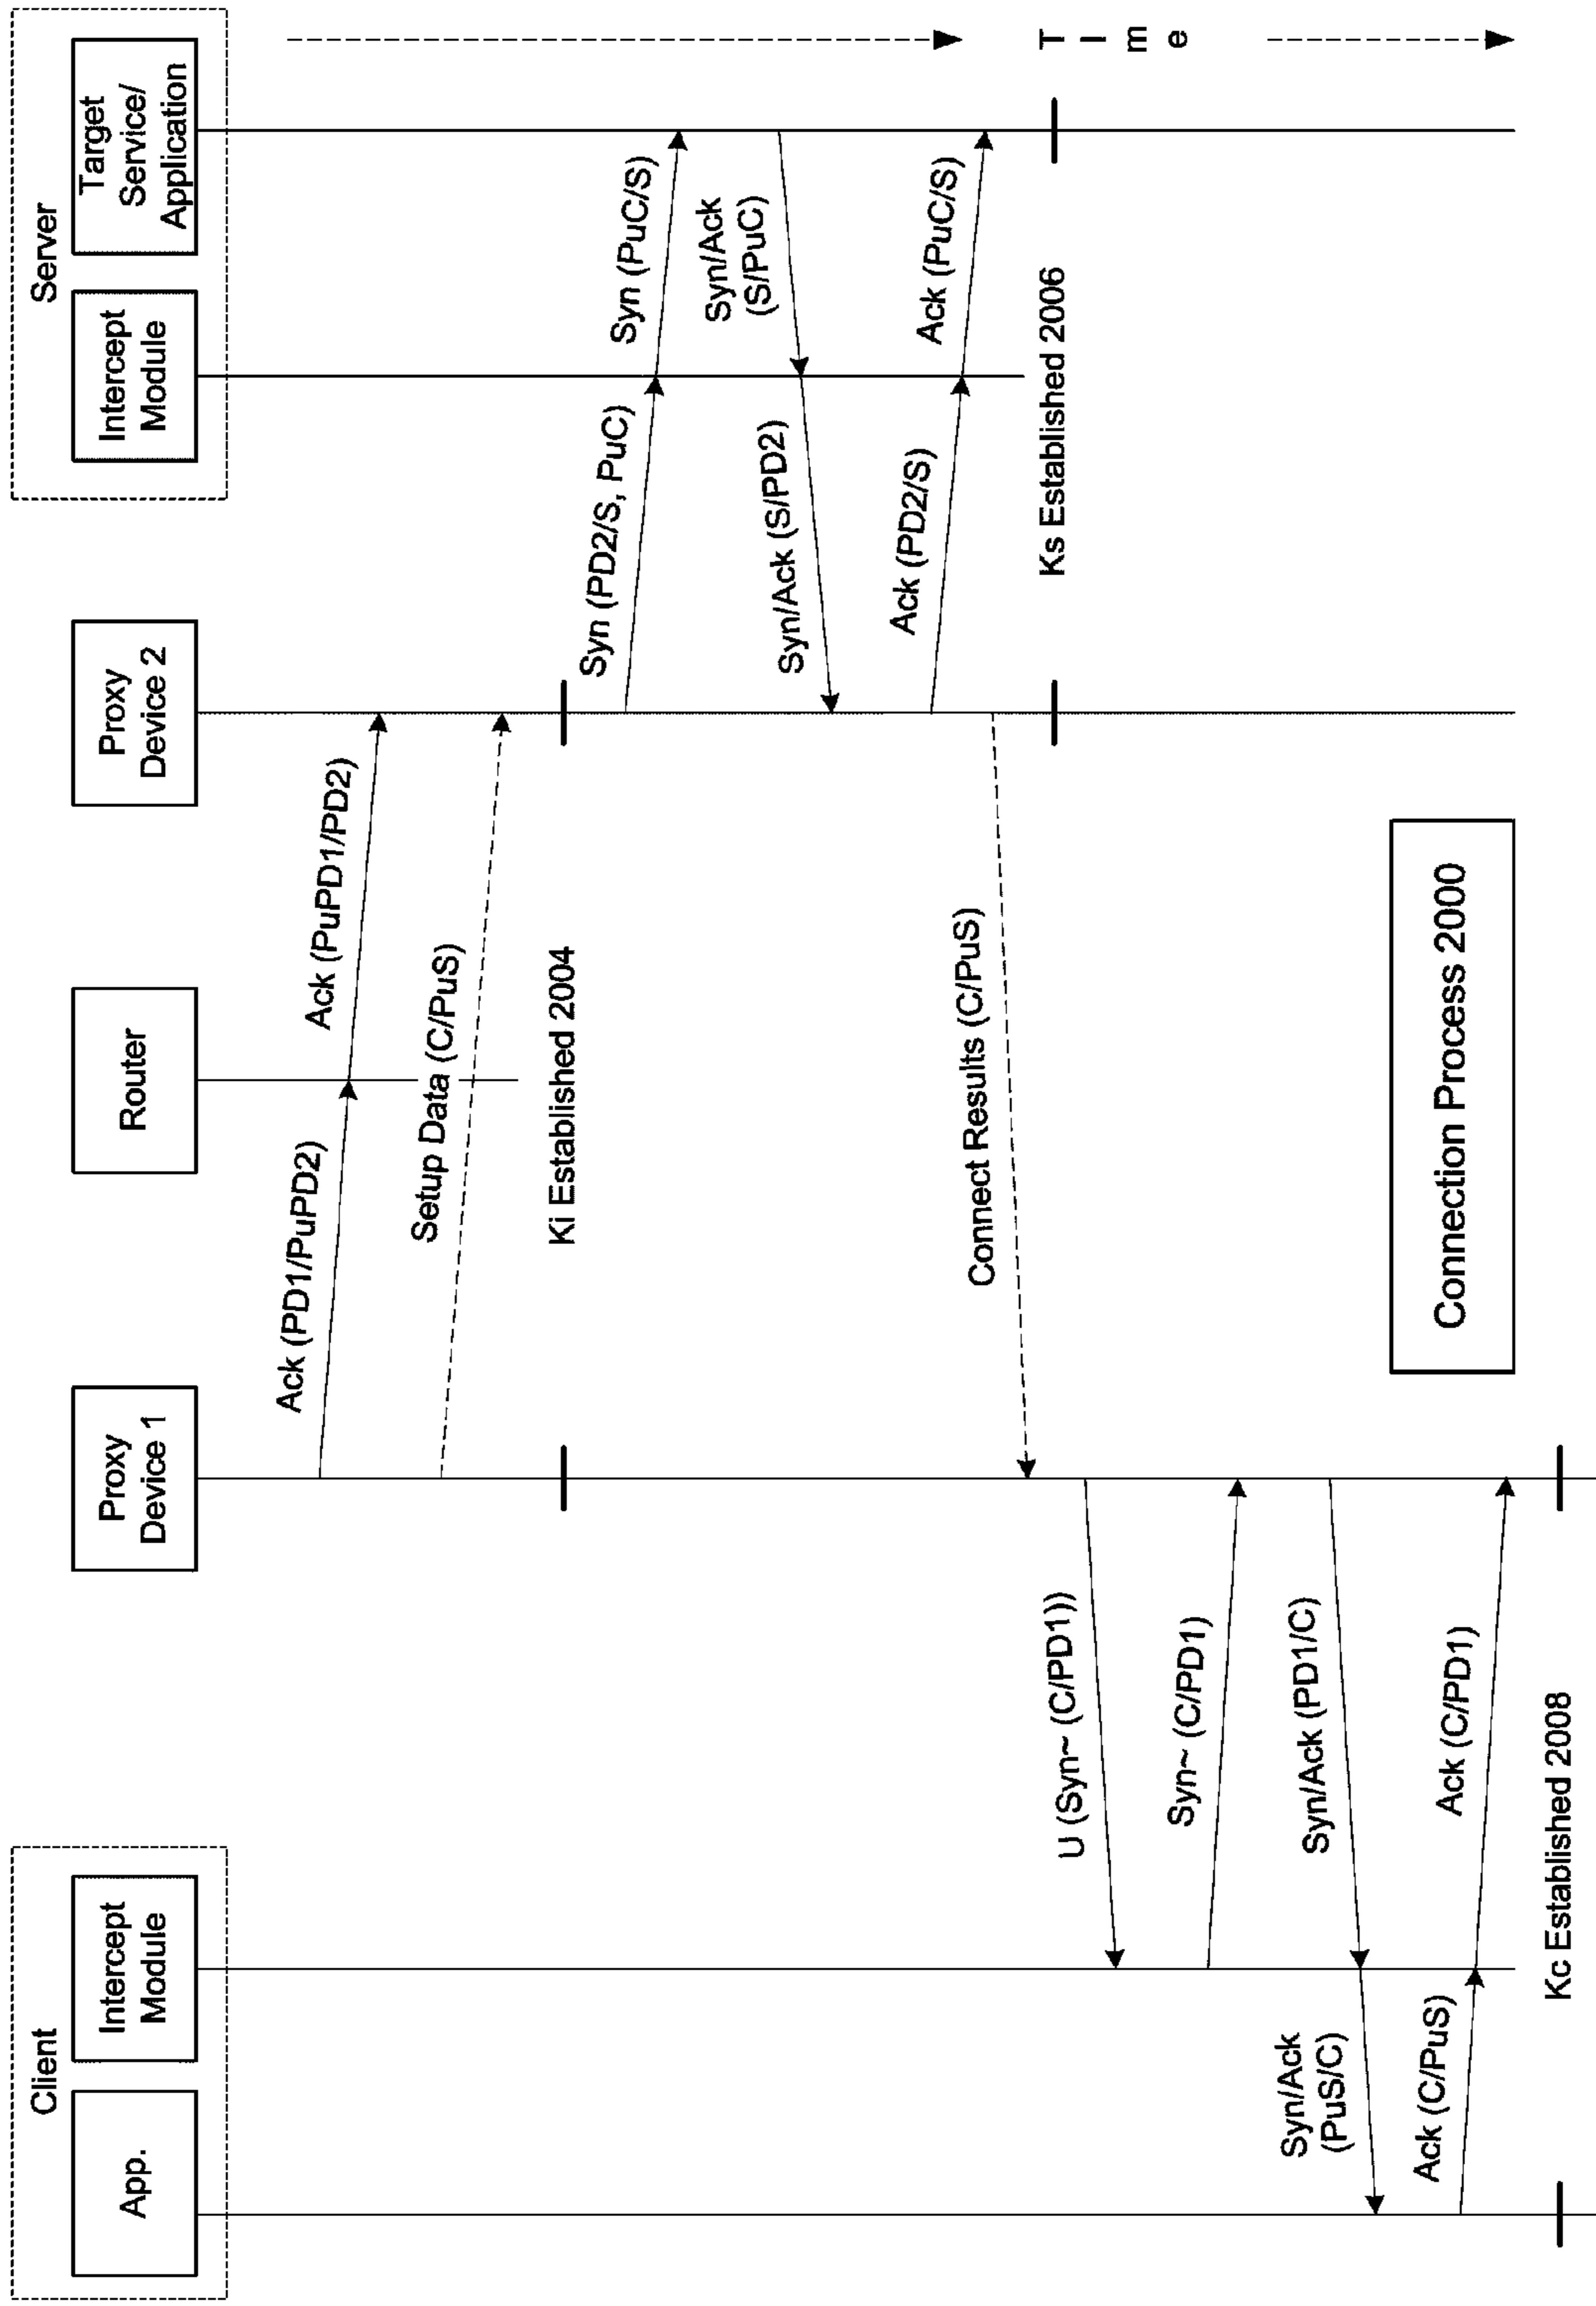 Client
Server
App.
Intercept
Module
Proxy
Device 1
Router
Proxy
Device 2
Intercept
Module
Target
Service/
Application
Ack (PD1/PuPD2)
Ack (PuPD1/PD2)
Setup Data (C/PuS)
Ki Established 2004
Syn (PD2/S, PuC)
Syn (PuC/S)
Syn/Ack
(S/PuC)
Syn/Ack (S/PD2)
Ack (PD2/S)
Ack (PuC/S)
Connect Results (C/PuS)
Ks Established 2006
T
i
m
e
U (Syn~ (C/PD1))
Syn~ (C/PD1)
Syn/Ack (PD1/C)
Syn/Ack
(PuS/C)
Ack (C/PuS)
Ack (C/PD1)
Kc Established 2008
Connection Process 2000